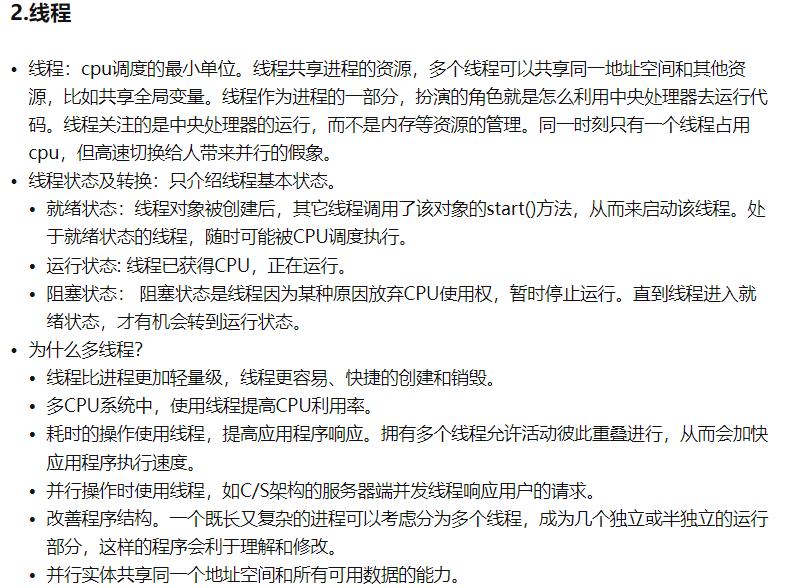 2.线程
• 线程：cpu调度的最小单位。线程共享进程的资源，多个线程可以共享同一地址空间和其他资
源，比如共享全局变量。线程作为进程的一部分，扮演的角色就是怎么利用中央处理器去运行代
码。线程关注的是中央处理器的运行，而不是内存等资源的管理。同一时刻只有一个线程占用
cpu，但高速切换给人带来并行的假象。
• 线程状态及转换：只介绍线程基本状态。
• 就绪状态：线程对象被创建后，其它线程调用了该对象的start()方法，从而来启动该线程。处
于就绪状态的线程，随时可能被CPU调度执行。
• 运行状态: 线程已获得CPU，正在运行。
• 阻塞状态： 阻塞状态是线程因为某种原因放弃CPU使用权，暂时停止运行。直到线程进入就
绪状态，才有机会转到运行状态。
• 为什么多线程？
• 线程比进程更加轻量级，线程更容易、快捷的创建和销毁。
• 多CPU系统中，使用线程提高CPU利用率。
• 耗时的操作使用线程，提高应用程序响应。拥有多个线程允许活动彼此重叠进行，从而会加快
应用程序执行速度。
• 并行操作时使用线程，如C/S架构的服务器端并发线程响应用户的请求。
• 改善程序结构。一个既长又复杂的进程可以考虑分为多个线程，成为几个独立或半独立的运行
部分，这样的程序会利于理解和修改。
• 并行实体共享同一个地址空间和所有可用数据的能力。